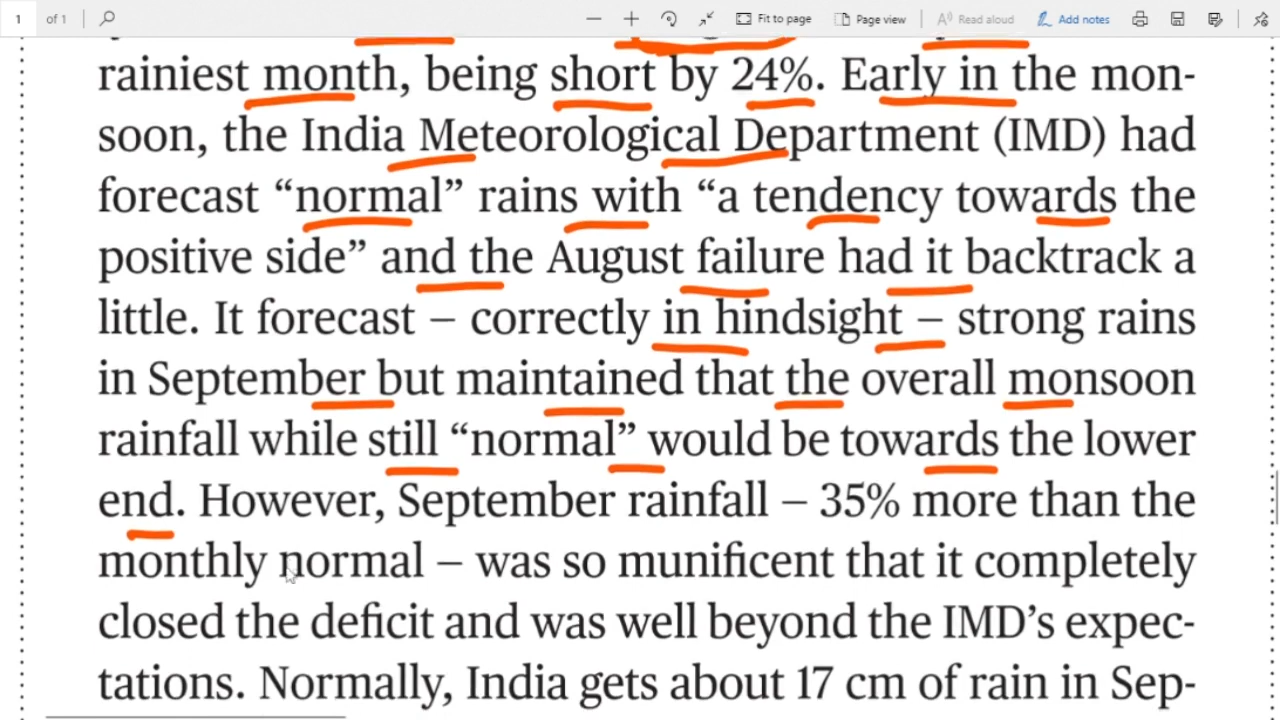 1 of 1 Fit to page Page view Read aloud Add notes
rainiest month, being short by 24%. Early in the mon-
soon, the India Meteorological Department (IMD) had
forecast “normal” rains with “a tendency towards the
positive side” and the August failure had it backtrack a
little. It forecast – correctly in hindsight – strong rains
in September but maintained that the overall monsoon
rainfall while still “normal” would be towards the lower
end. However, September rainfall – 35% more than the
monthly normal – was so munificent that it completely
closed the deficit and was well beyond the IMD’s expec-
tations. Normally, India gets about 17 cm of rain in Sep-